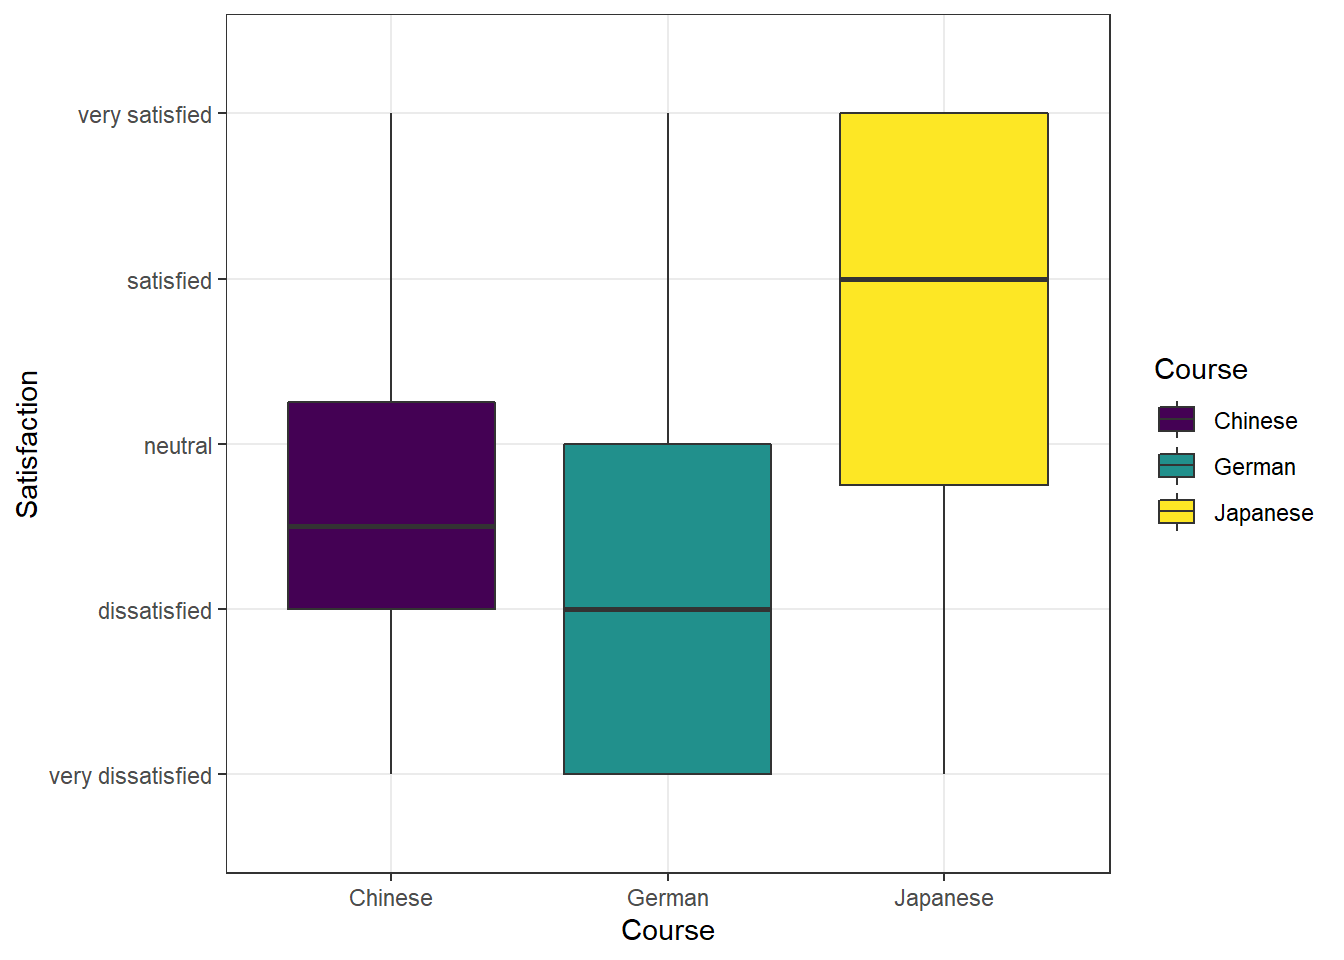 very satisfied
satisfied
neutral
dissatisfied
very dissatisfied
Satisfaction
Chinese
German
Japanese
Course
Course
Chinese
German
Japanese